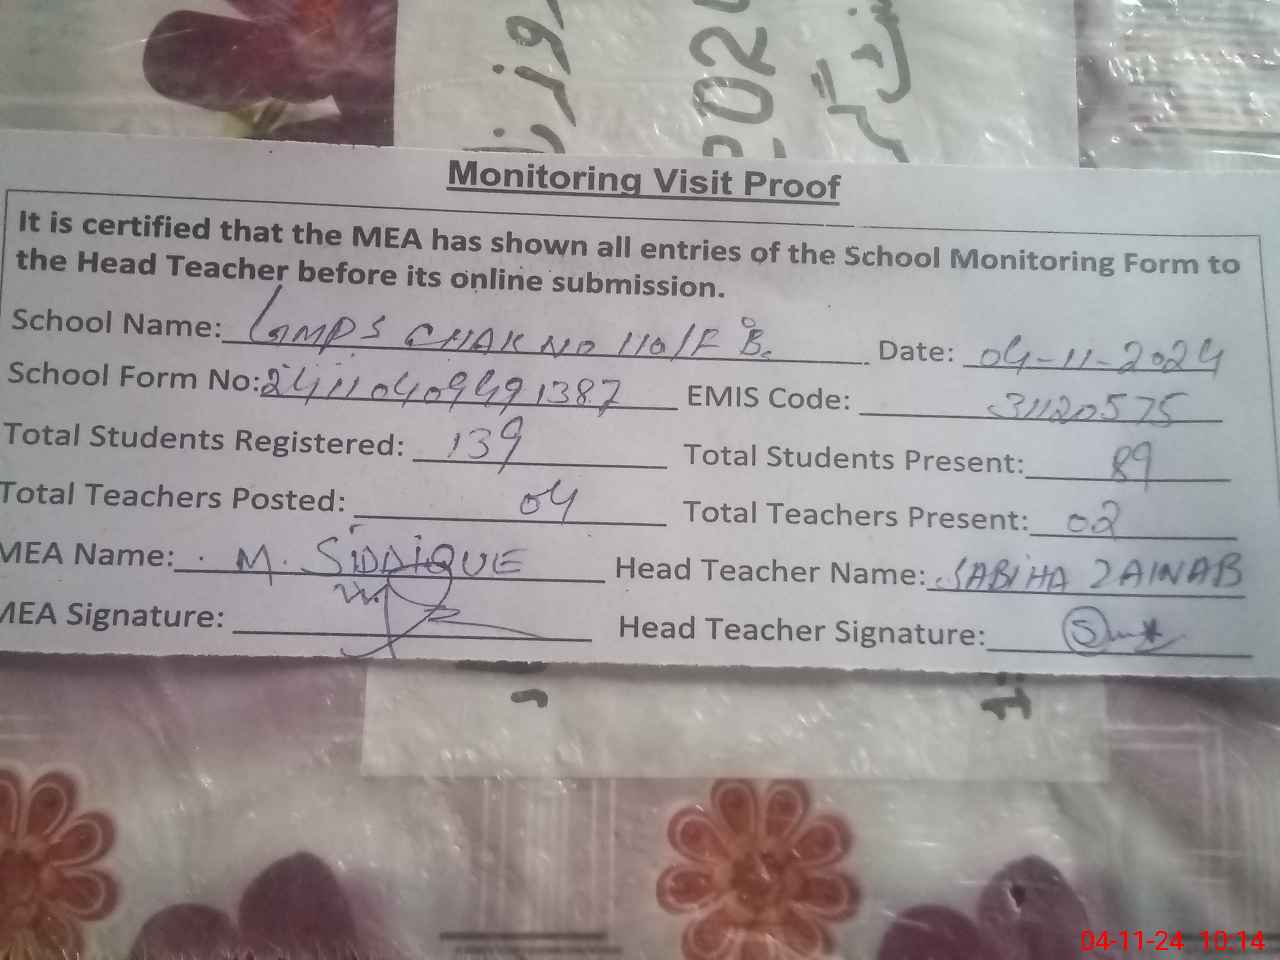 Monitoring Visit Proof
It is certified that the MEA has shown all entries of the School Monitoring Form to
the Head Teacher before its online submission.
School Name: GMPS CHAK NO 110/F B. Date: 04-11-2024
School Form No: 241104099491387 EMIS Code: 31120575
Total Students Registered: 139 Total Students Present: 89
Total Teachers Posted: 04 Total Teachers Present: 02
MEA Name: M. SIDDIQUE Head Teacher Name: SABIHA ZAINAB
MEA Signature: Head Teacher Signature:
04-11-24 10:14